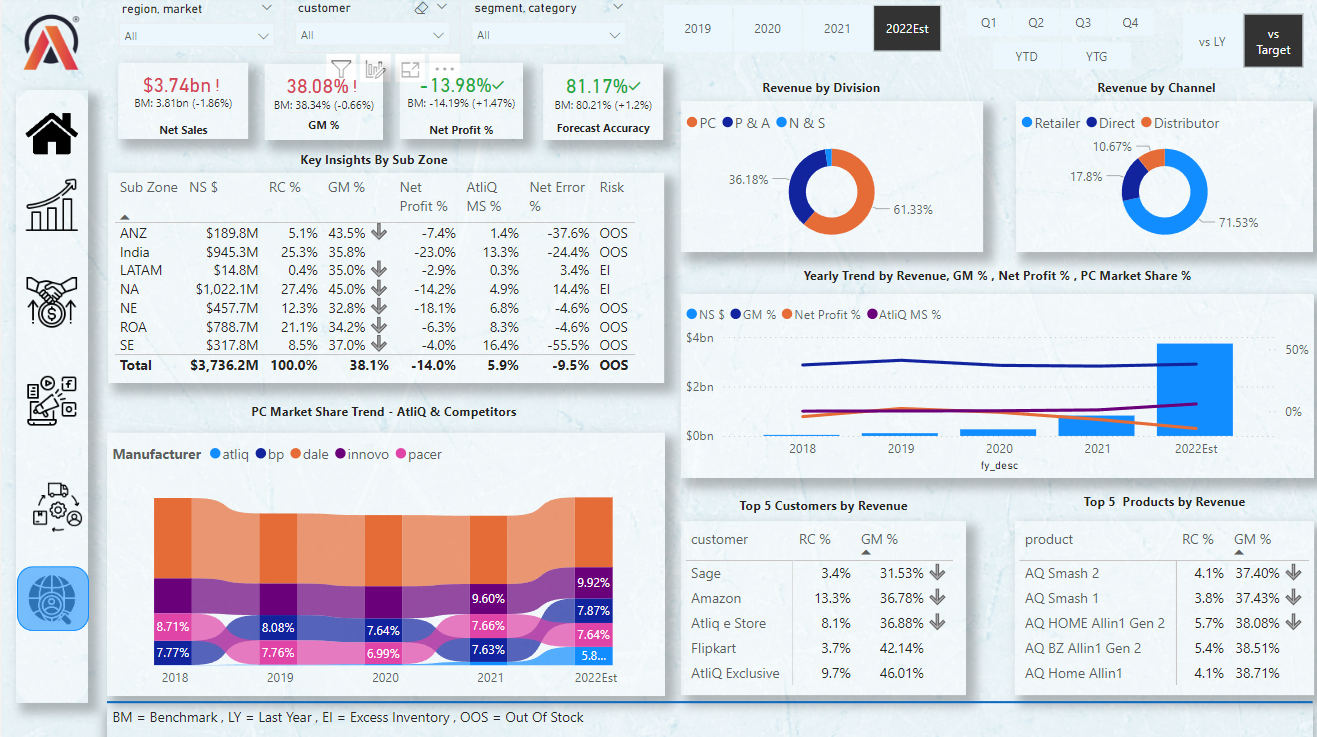 region, market
customer
segment, category
All
All
All
2019
2020
2021
2022Est
Q1
Q2
Q3
Q4
YTD
YTG
vs LY
vs
Target
$3.74bn !
BM: 3.81bn (-1.86%)
Net Sales
38.08% !
BM: 38.34% (-0.66%)
GM %
-13.98%✓
BM: -14.19% (+1.47%)
Net Profit %
81.17%✓
BM: 80.21% (+1.2%)
Forecast Accuracy
Key Insights By Sub Zone
Sub Zone NS $ RC % GM % Net Profit % AtliQ MS % Net Error % Risk
ANZ $189.8M 5.1% 43.5% -7.4% 1.4% -37.6% OOS
India $945.3M 25.3% 35.8% -23.0% 13.3% -24.4% OOS
LATAM $14.8M 0.4% 35.0% -2.9% 0.3% 3.4% EI
NA $1,022.1M 27.4% 45.0% -14.2% 4.9% 14.4% EI
NE $457.7M 12.3% 32.8% -18.1% 6.8% -4.6% OOS
ROA $788.7M 21.1% 34.2% -6.3% 8.3% -4.6% OOS
SE $317.8M 8.5% 37.0% -4.0% 16.4% -55.5% OOS
Total $3,736.2M 100.0% 38.1% -14.0% 5.9% -9.5% OOS
Revenue by Division
PC P & A N & S
36.18%
61.33%
Revenue by Channel
Retailer Direct Distributor
10.67%
17.8%
71.53%
Yearly Trend by Revenue, GM % , Net Profit % , PC Market Share %
NS $ GM % Net Profit % AtliQ MS %
$4bn
$2bn
$0bn
50%
0%
2018 2019 2020 2021 2022Est
fy_desc
PC Market Share Trend - AtliQ & Competitors
Manufacturer atliq bp dale innovo pacer
8.71%
7.77%
8.08%
7.76%
7.64%
6.99%
9.60%
7.66%
7.63%
9.92%
7.87%
7.64%
5.8...
2018 2019 2020 2021 2022Est
Top 5 Customers by Revenue
customer RC % GM %
Sage 3.4% 31.53%
Amazon 13.3% 36.78%
Atliq e Store 8.1% 36.88%
Flipkart 3.7% 42.14%
AtliQ Exclusive 9.7% 46.01%
Top 5 Products by Revenue
product RC % GM %
AQ Smash 2 4.1% 37.40%
AQ Smash 1 3.8% 37.43%
AQ HOME Allin1 Gen 2 5.7% 38.08%
AQ BZ Allin1 Gen 2 5.4% 38.51%
AQ Home Allin1 4.1% 38.71%
BM = Benchmark , LY = Last Year , EI = Excess Inventory , OOS = Out Of Stock